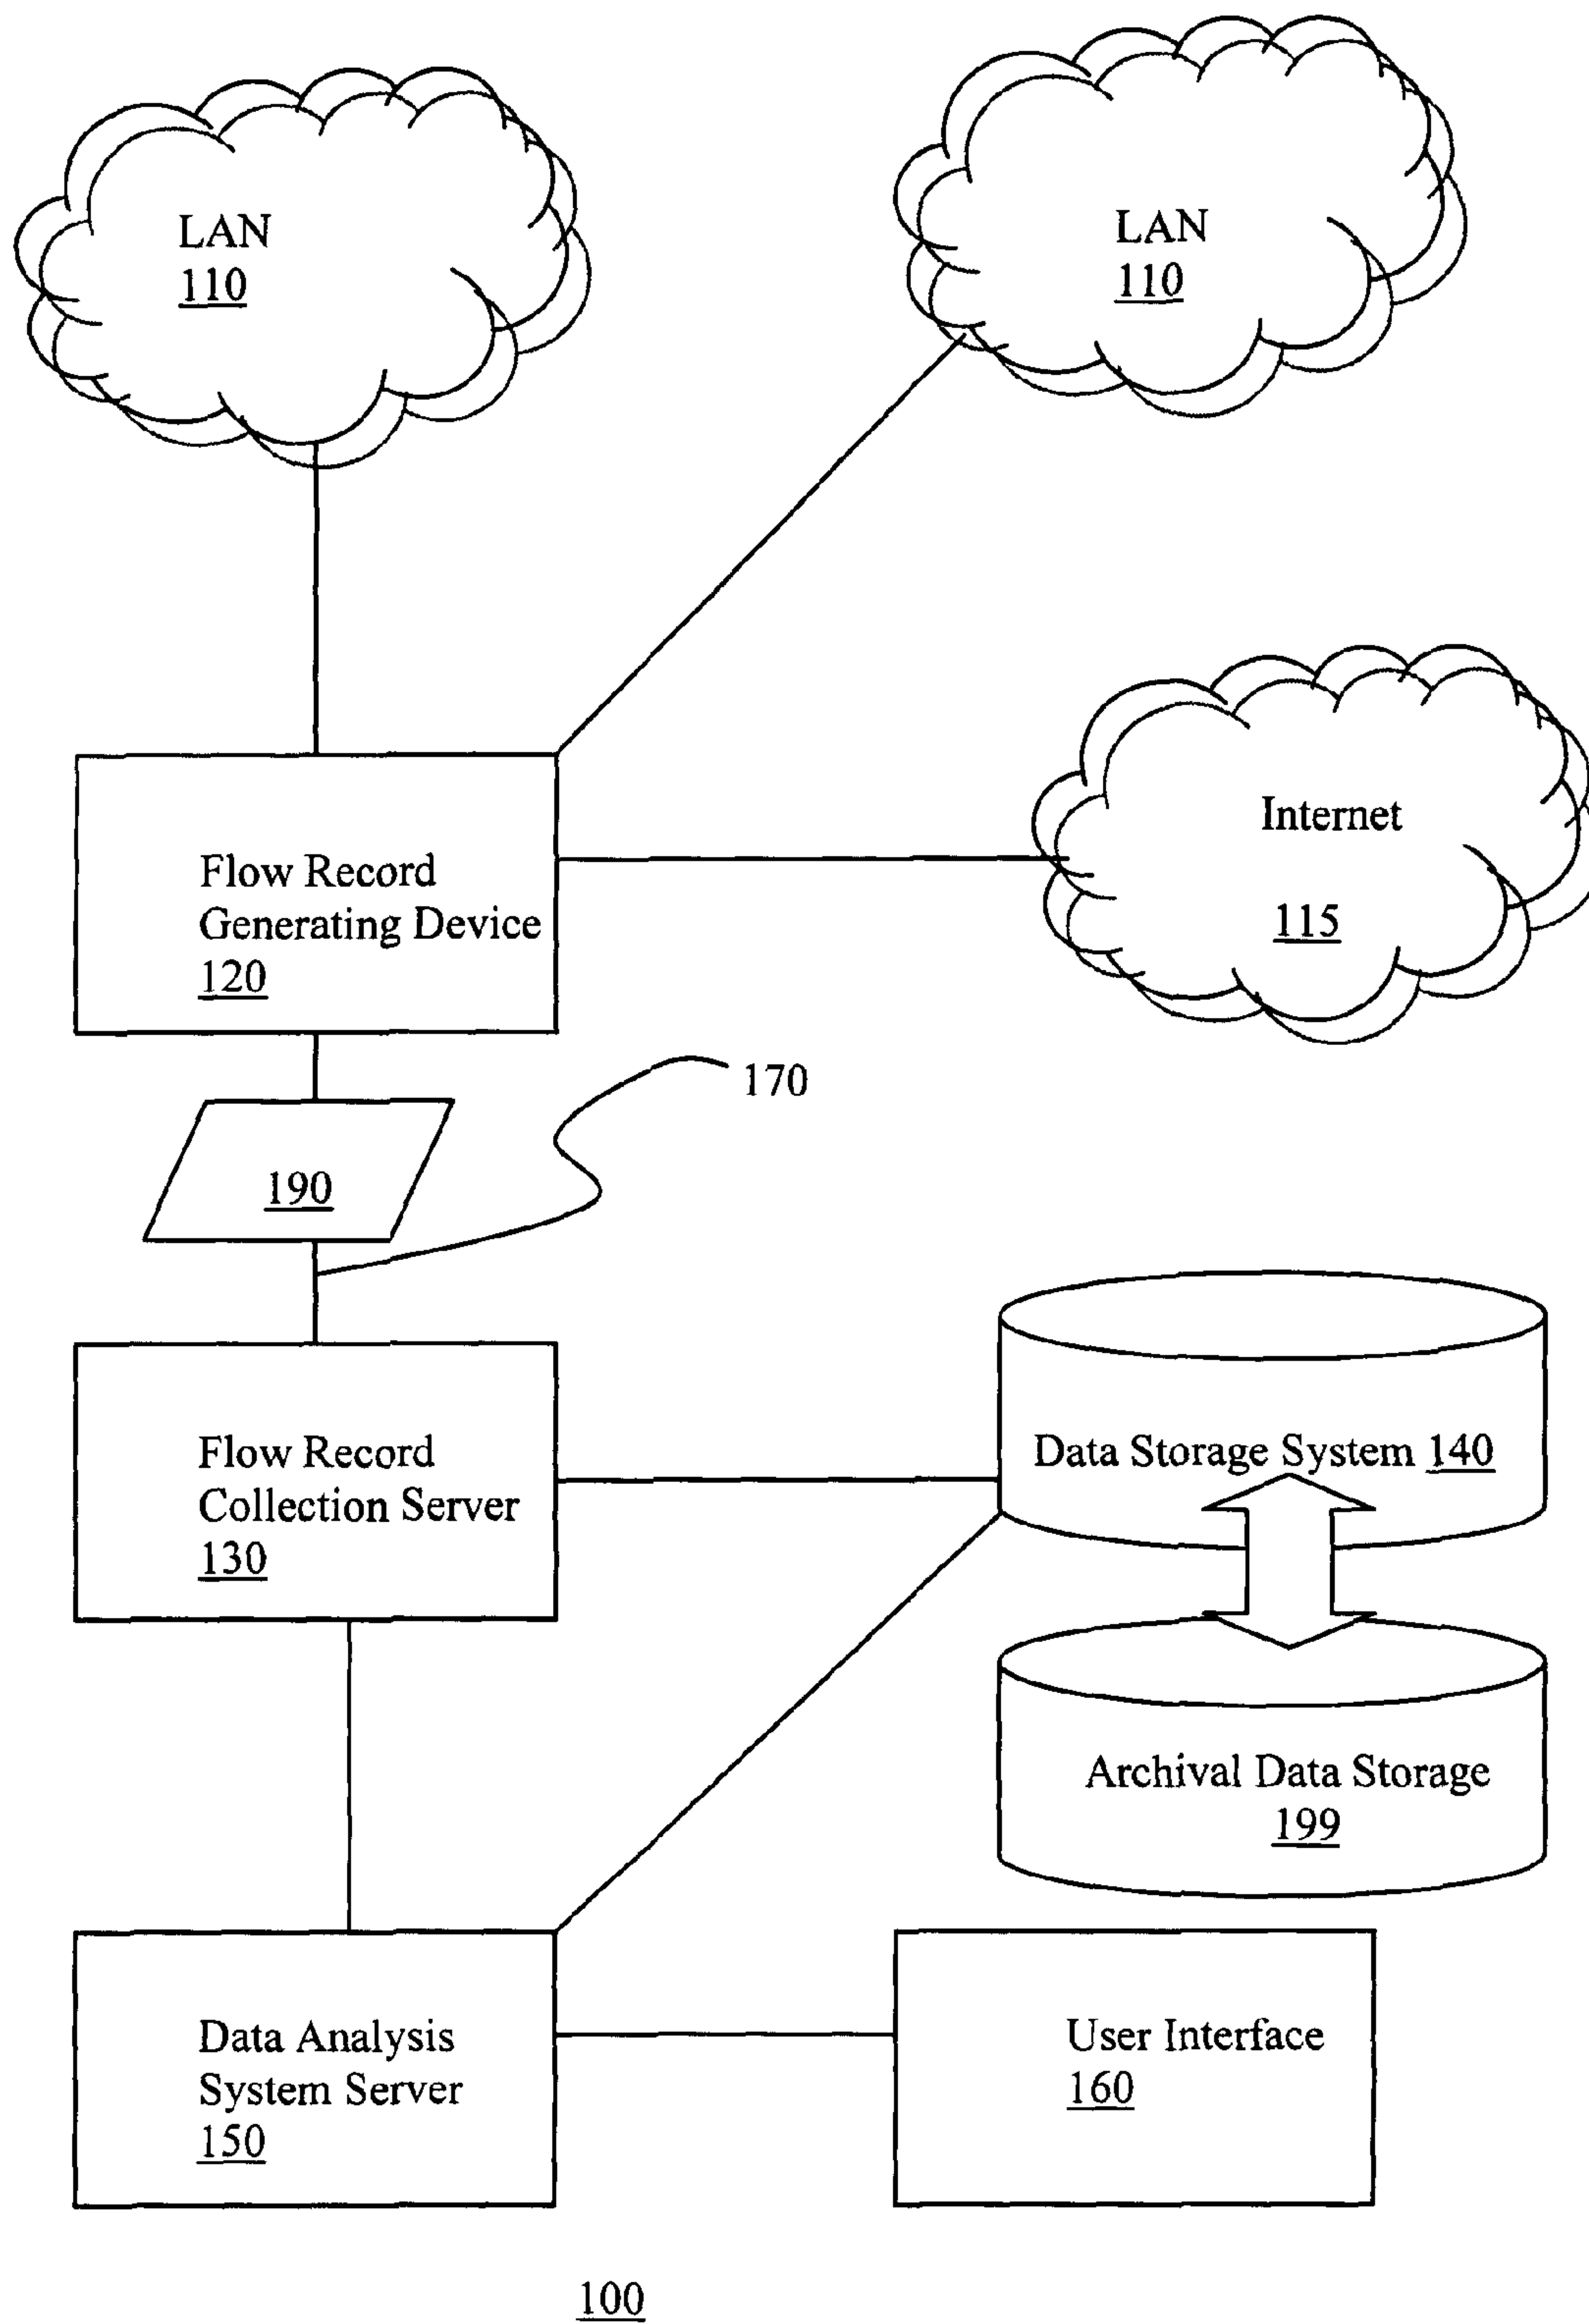 LAN
110
LAN
110
Internet
115
Flow Record
Generating Device
120
170
190
Flow Record
Collection Server
130
Data Storage System 140
Archival Data Storage
199
Data Analysis
System Server
150
User Interface
160
100